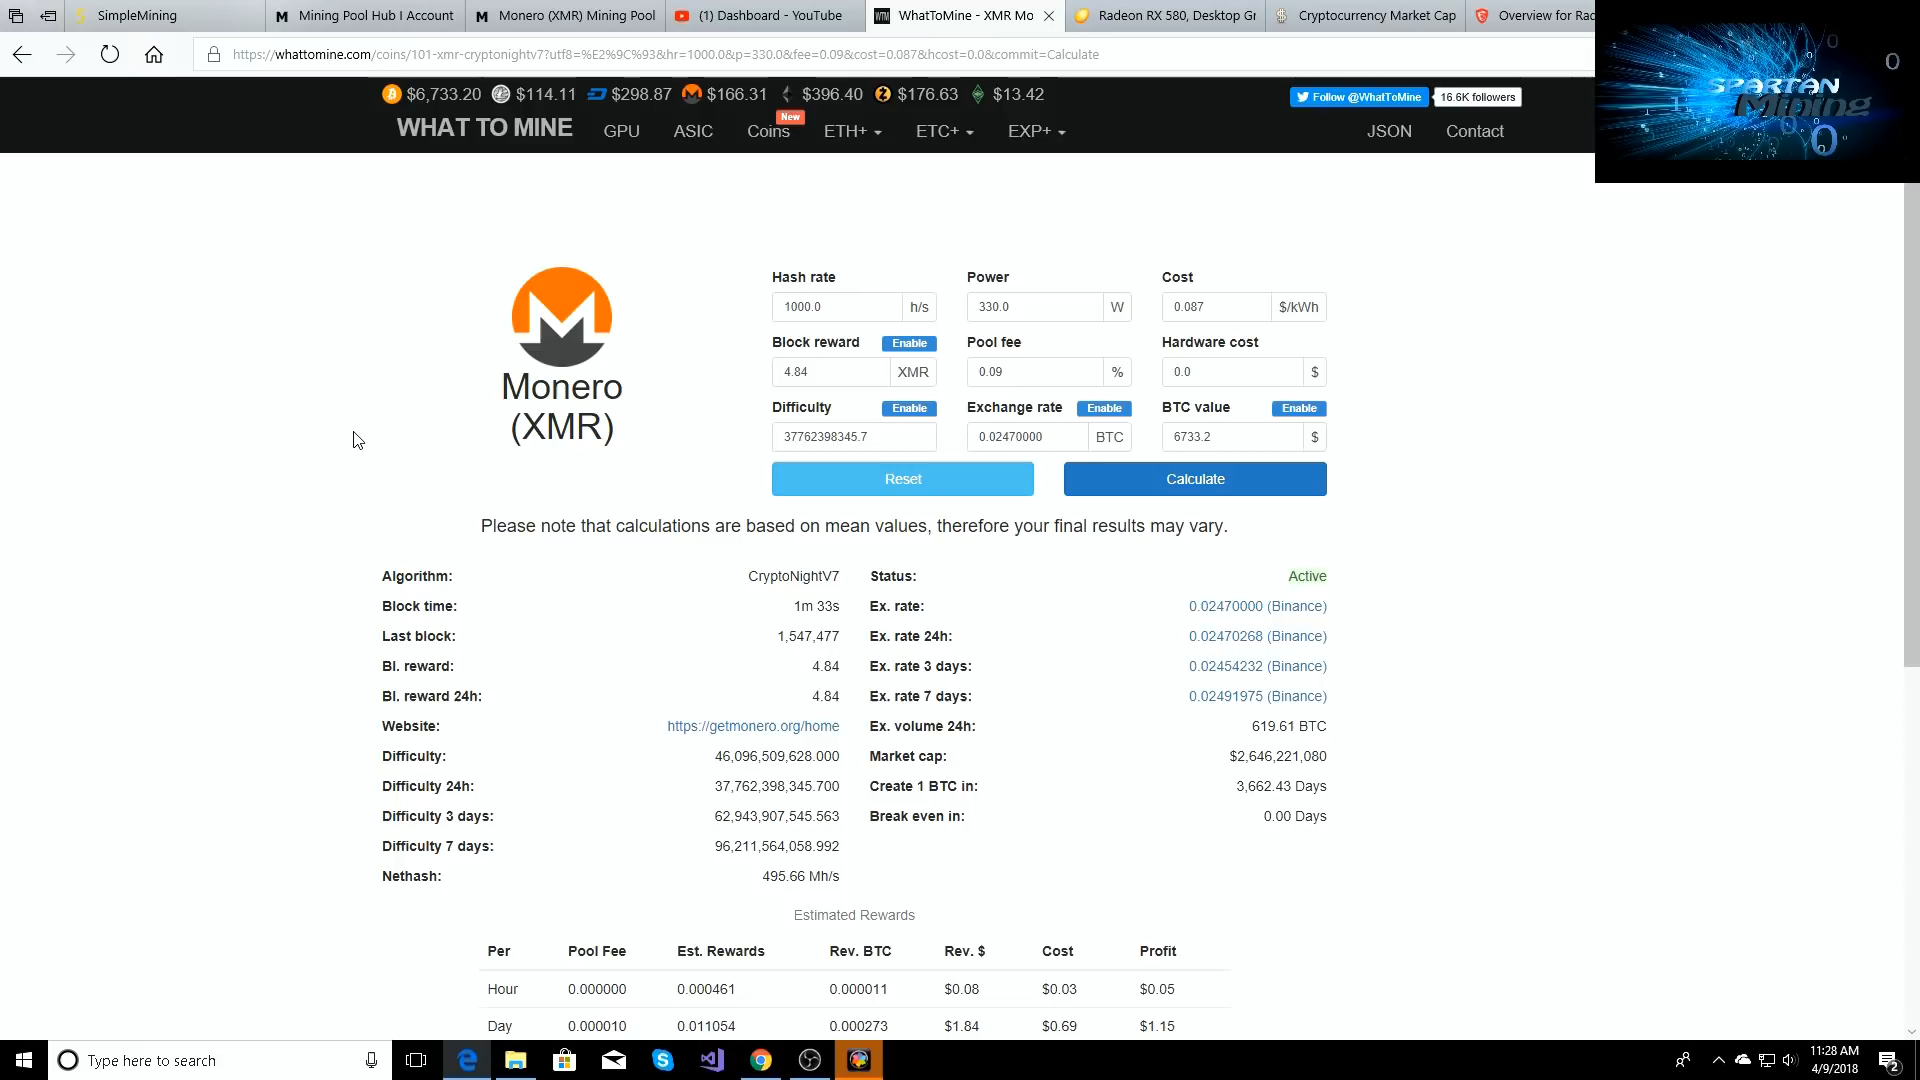 SimpleMining
Mining Pool Hub I Account
Monero (XMR) Mining Pool
(1) Dashboard - YouTube
WhatToMine - XMR Mo
Radeon RX 580, Desktop Gr
Cryptocurrency Market Cap
Overview for Rad
https://whattomine.com/coins/101-xmr-cryptonightv7?utf8=%E2%9C%93&hr=1000.0&p=330.0&fee=0.09&cost=0.087&hcost=0.0&commit=Calculate
SPARTAN
Mining
$6,733.20 $114.11 $298.87 $166.31 $396.40 $176.63 $13.42
Follow @WhatToMine 16.6K followers
New
WHAT TO MINE GPU ASIC Coins ETH+ ETC+ EXP+ JSON Contact
Monero
(XMR)
Hash rate Power Cost
1000.0 h/s 330.0 W 0.087 $/kWh
Block reward Enable Pool fee Hardware cost
4.84 XMR 0.09 % 0.0 $
Difficulty Enable Exchange rate Enable BTC value Enable
37762398345.7 0.02470000 BTC 6733.2 $
Reset Calculate
Please note that calculations are based on mean values, therefore your final results may vary.
Algorithm: CryptoNightV7 Status: Active
Block time: 1m 33s Ex. rate: 0.02470000 (Binance)
Last block: 1,547,477 Ex. rate 24h: 0.02470268 (Binance)
Bl. reward: 4.84 Ex. rate 3 days: 0.02454232 (Binance)
Bl. reward 24h: 4.84 Ex. rate 7 days: 0.02491975 (Binance)
Website: https://getmonero.org/home Ex. volume 24h: 619.61 BTC
Difficulty: 46,096,509,628.000 Market cap: $2,646,221,080
Difficulty 24h: 37,762,398,345.700 Create 1 BTC in: 3,662.43 Days
Difficulty 3 days: 62,943,907,545.563 Break even in: 0.00 Days
Difficulty 7 days: 96,211,564,058.992
Nethash: 495.66 Mh/s
Estimated Rewards
Per Pool Fee Est. Rewards Rev. BTC Rev. $ Cost Profit
Hour 0.000000 0.000461 0.000011 $0.08 $0.03 $0.05
Day 0.000010 0.011054 0.000273 $1.84 $0.69 $1.15
Type here to search
11:28 AM
4/9/2018
2